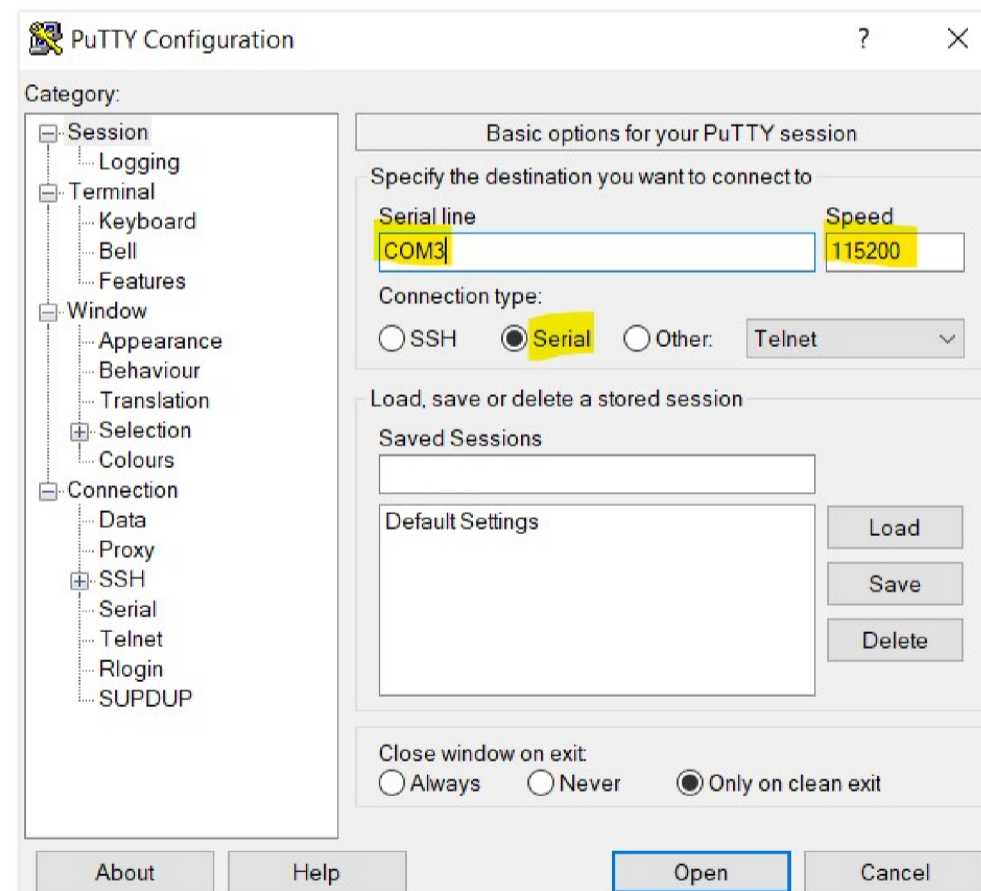 PuTTY Configuration
?
Category:
Session
Logging
Terminal
Keyboard
Bell
Features
Window
Appearance
Behaviour
Translation
Selection
Colours
Connection
Data
Proxy
SSH
Serial
Telnet
Rlogin
SUPDUP
Basic options for your PuTTY session
Specify the destination you want to connect to
Serial line Speed
COM3 115200
Connection type:
SSH Serial Other: Telnet
Load, save or delete a stored session
Saved Sessions
Default Settings
Load
Save
Delete
Close window on exit:
Always Never Only on clean exit
About Help Open Cancel